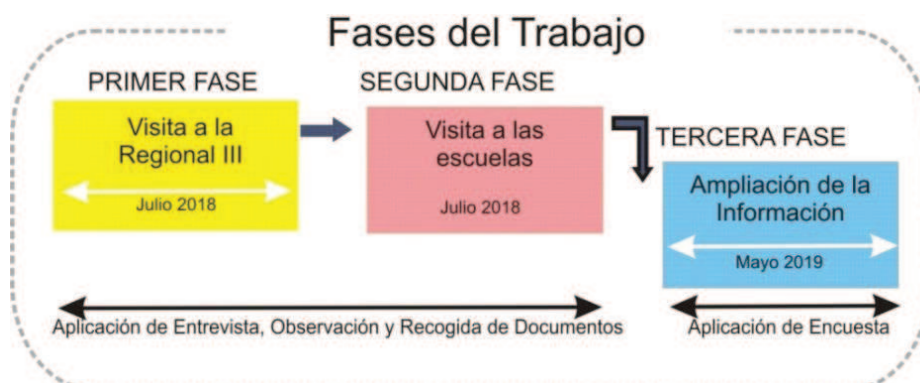 Fases del Trabajo
PRIMER FASE
Visita a la
Regional III
Julio 2018
SEGUNDA FASE
Visita a las
escuelas
Julio 2018
TERCERA FASE
Ampliación de la
Información
Mayo 2019
Aplicación de Entrevista, Observación y Recogida de Documentos
Aplicación de Encuesta